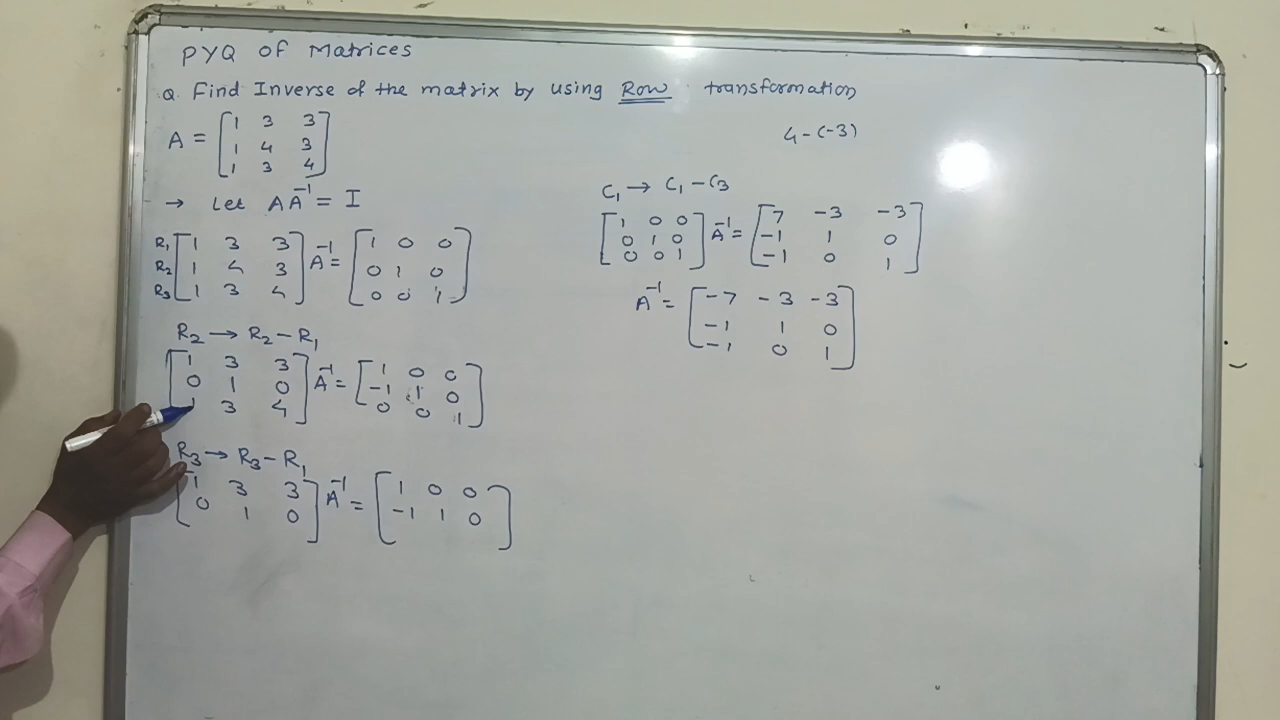 PYQ of Matrices
Q. Find Inverse of the matrix by using Row transformation
A = [1 3 3
1 4 3
1 3 4]
→ Let AA⁻¹ = I
R₁ [1 3 3] A⁻¹ = [1 0 0]
R₂ [1 4 3] [0 1 0]
R₃ [1 3 4] [0 0 1]
R₂ → R₂ - R₁
[1 3 3] A⁻¹ = [1 0 0]
[0 1 0] [-1 1 0]
[1 3 4] [0 0 1]
R₃ → R₃ - R₁
[1 3 3] A⁻¹ = [1 0 0]
[0 1 0] [-1 1 0]
4-(-3)
C₁ → C₁ - C₃
[1 0 0] A⁻¹ = [7 -3 -3]
[0 1 0] [-1 1 0]
[0 0 1] [-1 0 1]
A⁻¹ = [-7 -3 -3
-1 1 0
-1 0 1]